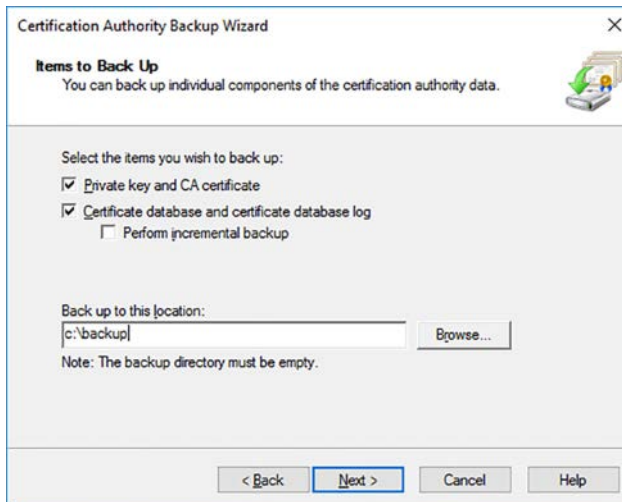 Certification Authority Backup Wizard
Items to Back Up
You can back up individual components of the certification authority data.
Select the items you wish to back up:
Private key and CA certificate
Certificate database and certificate database log
Perform incremental backup
Back up to this location:
c:\backup
Browse...
Note: The backup directory must be empty.
< Back
Next >
Cancel
Help